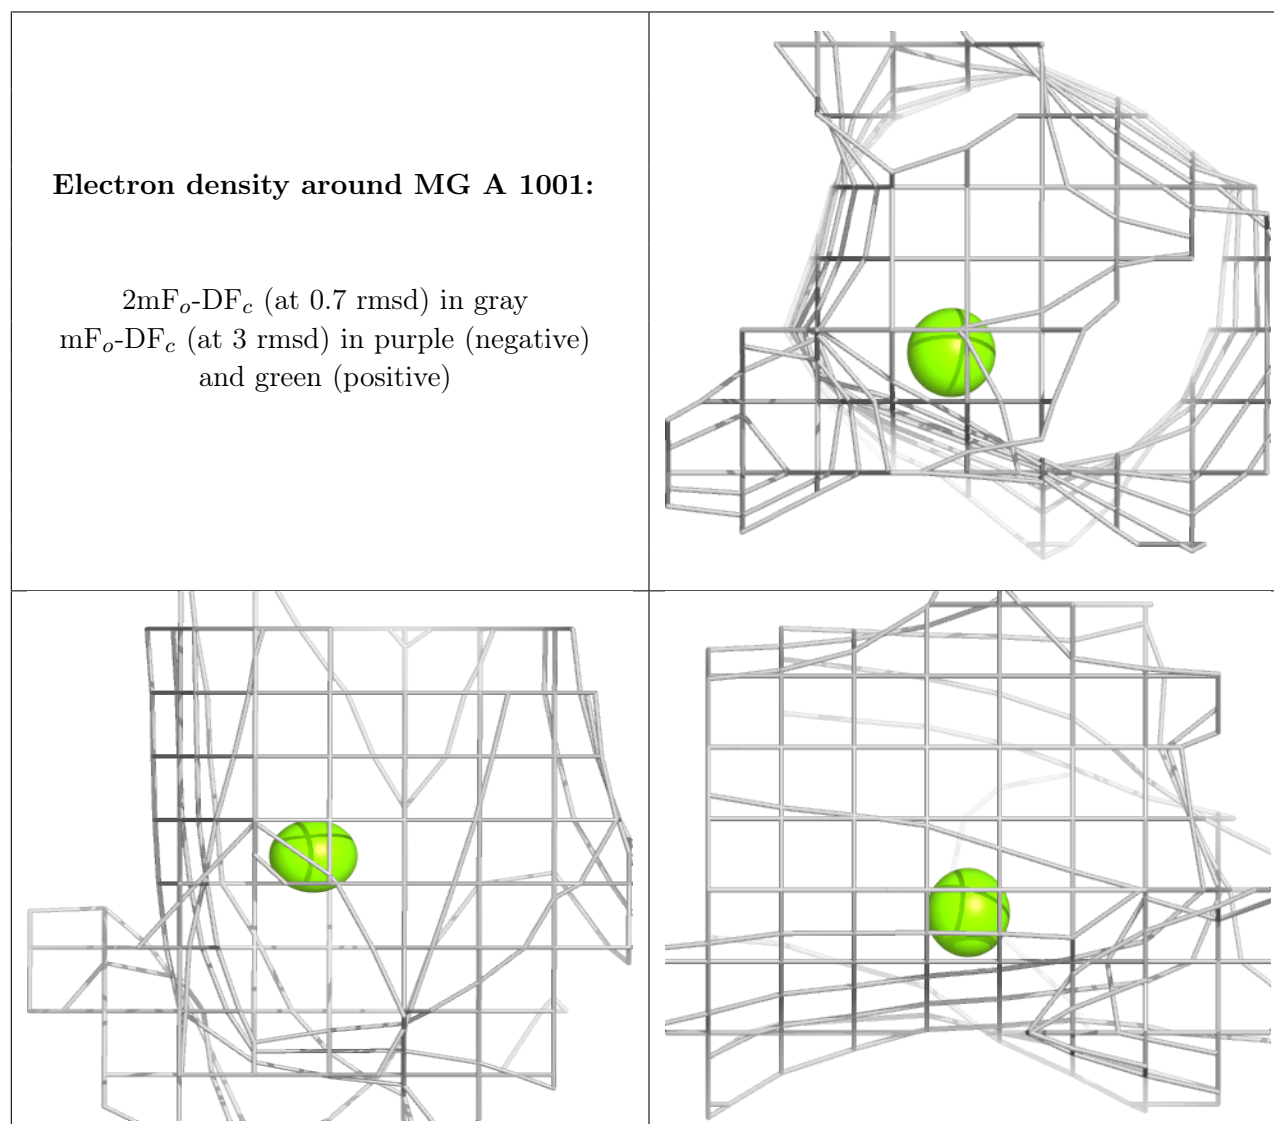 Electron density around MG A 1001:
2mFo-DFc (at 0.7 rmsd) in gray
mFo-DFc (at 3 rmsd) in purple (negative)
and green (positive)